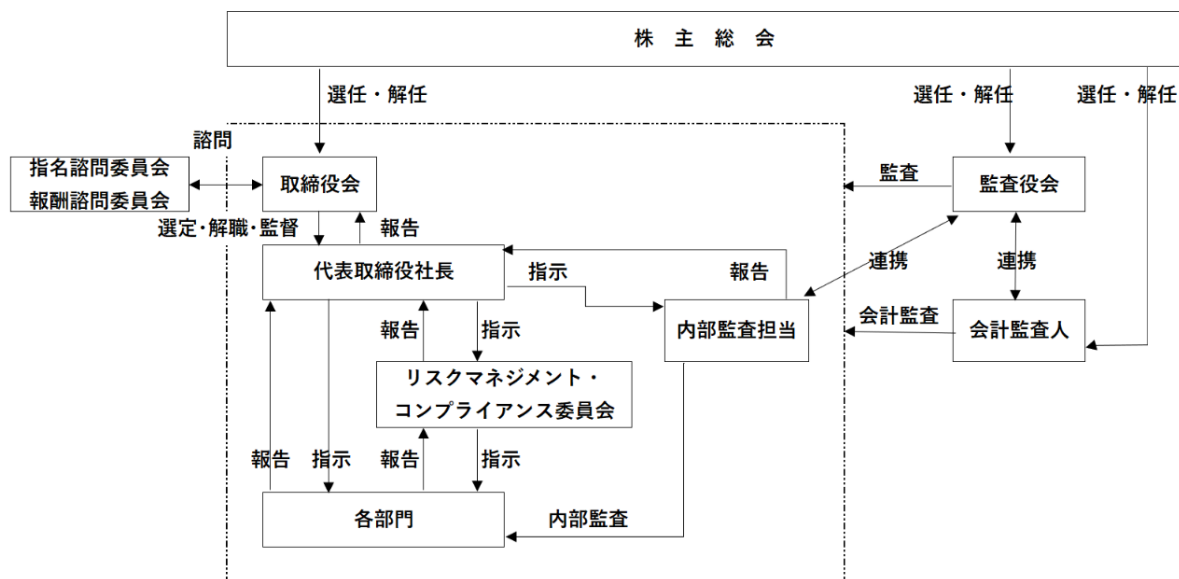 株 主 総 会
選任・解任
選任・解任
選任・解任
諮問
指名諮問委員会
報酬諮問委員会
取締役会
監査
監査役会
選定・解職・監督
報告
代表取締役社長
指示
報告
連携
連携
報告
指示
内部監査担当
会計監査
会計監査人
リスクマネジメント・
コンプライアンス委員会
報告
指示
報告
指示
各部門
内部監査